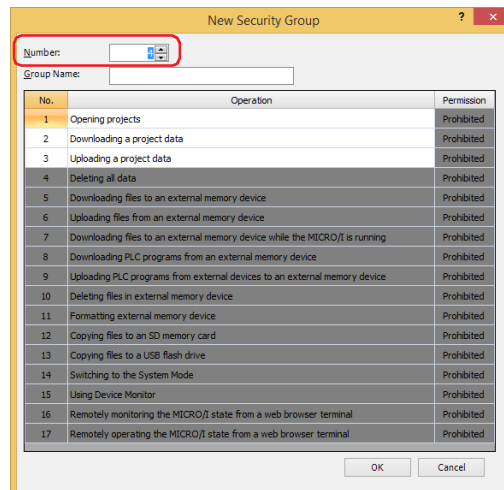 New Security Group
? ×
Number: 4
Group Name:
No. Operation Permission
1 Opening projects Prohibited
2 Downloading a project data Prohibited
3 Uploading a project data Prohibited
4 Deleting all data Prohibited
5 Downloading files to an external memory device Prohibited
6 Uploading files from an external memory device Prohibited
7 Downloading files to an external memory device while the MICRO/I is running Prohibited
8 Downloading PLC programs from an external memory device Prohibited
9 Uploading PLC programs from external devices to an external memory device Prohibited
10 Deleting files in external memory device Prohibited
11 Formatting external memory device Prohibited
12 Copying files to an SD memory card Prohibited
13 Copying files to a USB flash drive Prohibited
14 Switching to the System Mode Prohibited
15 Using Device Monitor Prohibited
16 Remotely monitoring the MICRO/I state from a web browser terminal Prohibited
17 Remotely operating the MICRO/I state from a web browser terminal Prohibited
OK Cancel